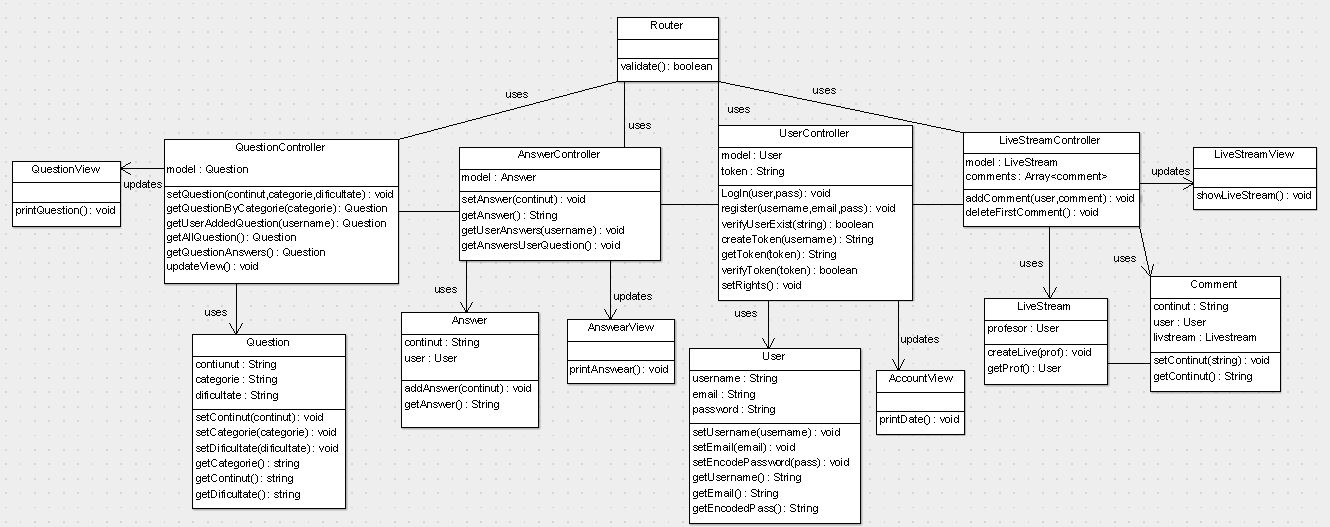 Router
validate() : boolean
uses
uses
uses
uses
QuestionView
printQuestion() : void
updates
QuestionController
model : Question
setQuestion(continut,categorie,dificultate) : void
getQuestionByCategorie(categorie) : Question
getUserAddedQuestion(username) : Question
getAllQuestion() : Question
getQuestionAnswers() : Question
updateView() : void
AnswerController
model : Answer
setAnswer(continut) : void
getAnswer() : String
getUserAnswers(username) : void
getAnswersUserQuestion() : void
UserController
model : User
token : String
LogIn(user,pass) : void
register(username,email,pass) : void
verifyUserExist(string) : boolean
createToken(username) : String
getToken(token) : String
verifyToken(token) : boolean
setRights() : void
LiveStreamController
model : LiveStream
comments : Array<comment>
addComment(user,comment) : void
deleteFirstComment() : void
updates
LiveStreamView
showLiveStream() : void
uses
uses
updates
uses
updates
uses
uses
Question
contiunut : String
categorie : String
dificultate : String
setContinut(continut) : void
setCategorie(categorie) : void
setDificultate(dificultate) : void
getCategorie() : string
getContinut() : string
getDificultate() : string
Answer
continut : String
user : User
addAnswer(continut) : void
getAnswer() : String
AnswearView
printAnswear() : void
User
username : String
email : String
password : String
setUsername(username) : void
setEmail(email) : void
setEncodePassword(pass) : void
getUsername() : String
getEmail() : String
getEncodedPass() : String
AccountView
printDate() : void
LiveStream
profesor : User
createLive(prof) : void
getProf() : User
Comment
continut : String
user : User
livstream : Livestream
setContinut(string) : void
getContinut() : String